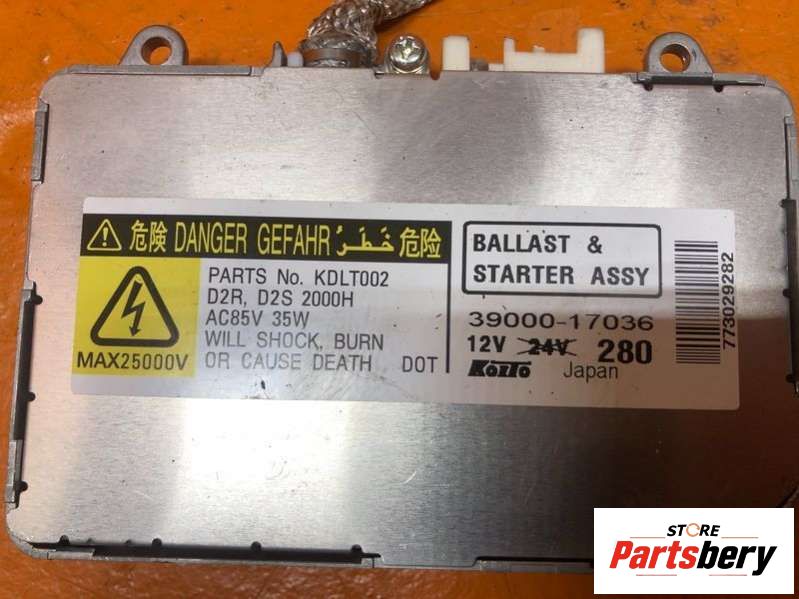 危険 DANGER GEFAHR خَطَرٌ 危险
MAX25000V
PARTS No. KDLT002
D2R, D2S 2000H
AC85V 35W
WILL SHOCK, BURN
OR CAUSE DEATH DOT
BALLAST &
STARTER ASSY
39000-17036
12V 24V 280
KOITO Japan
773029282
STORE
Partsbery